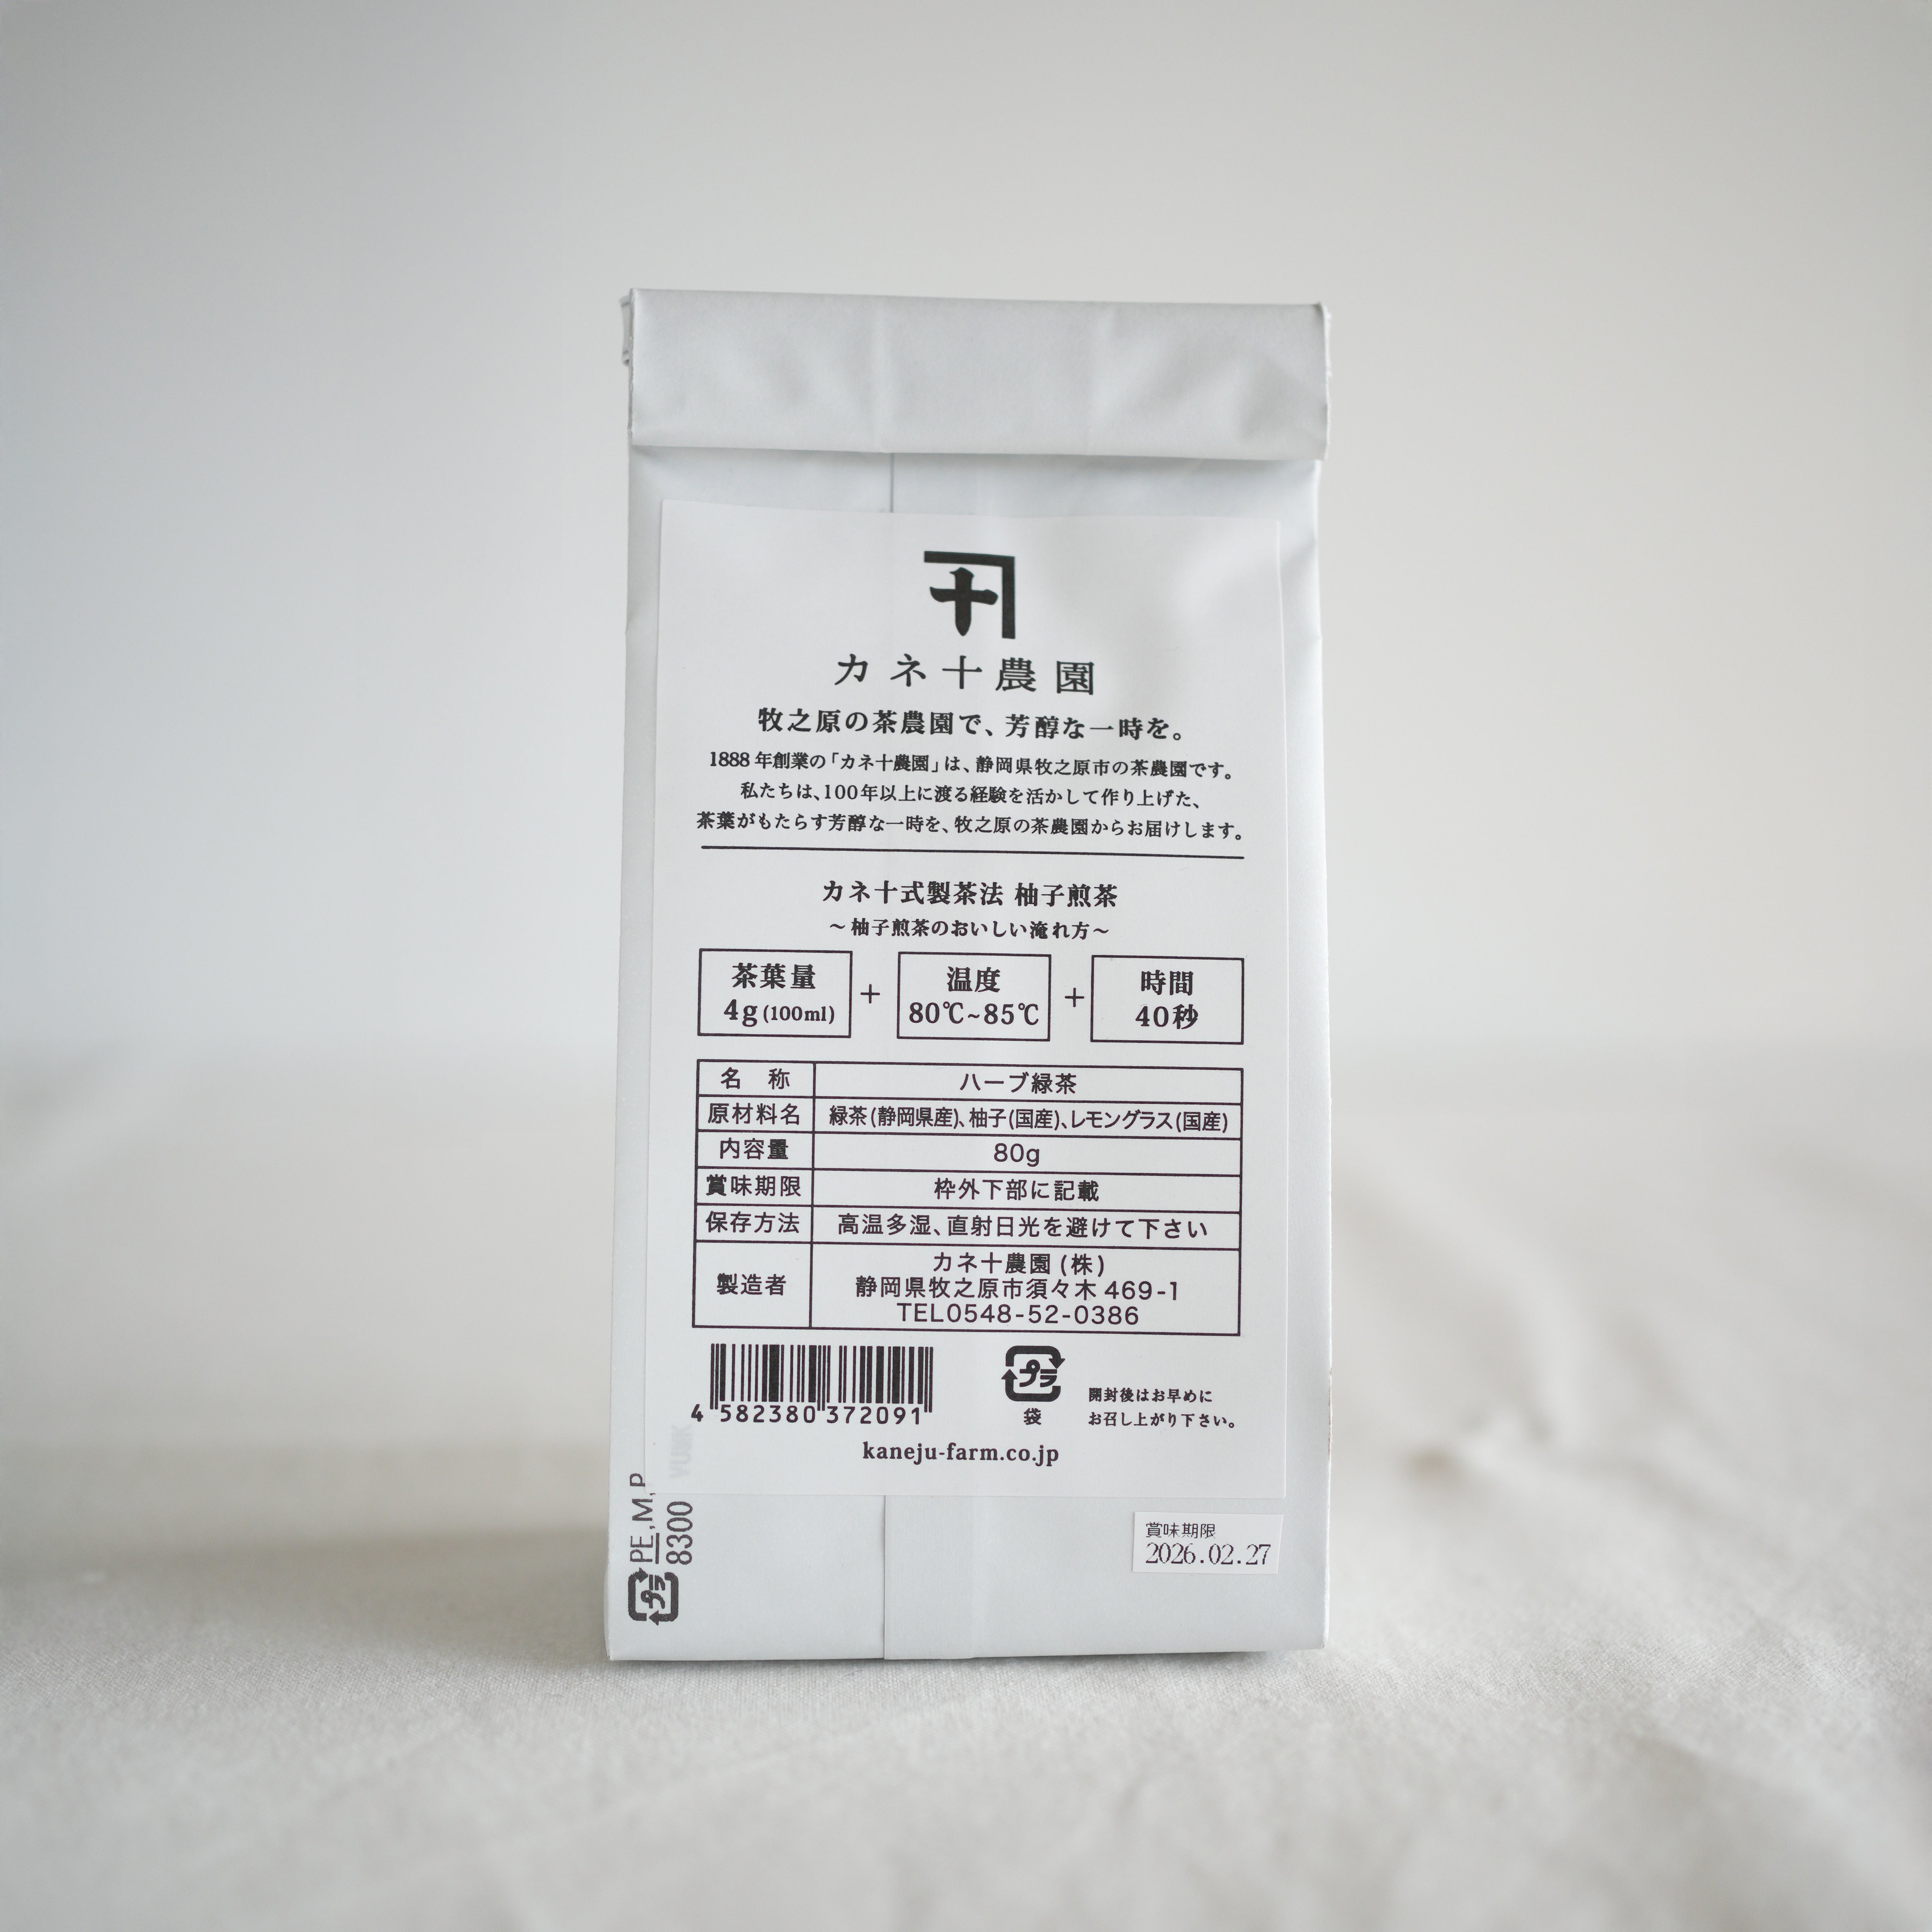 カネ十農園
牧之原の茶農園で、芳醇な一時を。
1888年創業の「カネ十農園」は、静岡県牧之原市の茶農園です。
私たちは、100年以上に渡る経験を活かして作り上げた、
茶葉がもたらす芳醇な一時を、牧之原の茶農園からお届けします。
カネ十式製茶法 柚子煎茶
～柚子煎茶のおいしい淹れ方～
茶葉量 + 温度 + 時間
4g(100ml) 80℃~85℃ 40秒
名 称 ハーブ緑茶
原材料名 緑茶(静岡県産)、柚子(国産)、レモングラス(国産)
内容量 80g
賞味期限 枠外下部に記載
保存方法 高温多湿、直射日光を避けて下さい
製造者 カネ十農園(株)
静岡県牧之原市須々木469-1
TEL0548-52-0386
4 582380 372091
プラ
袋
開封後はお早めに
お召し上がり下さい。
kaneju-farm.co.jp
プラ PE,M,P
8300
賞味期限
2026.02.27